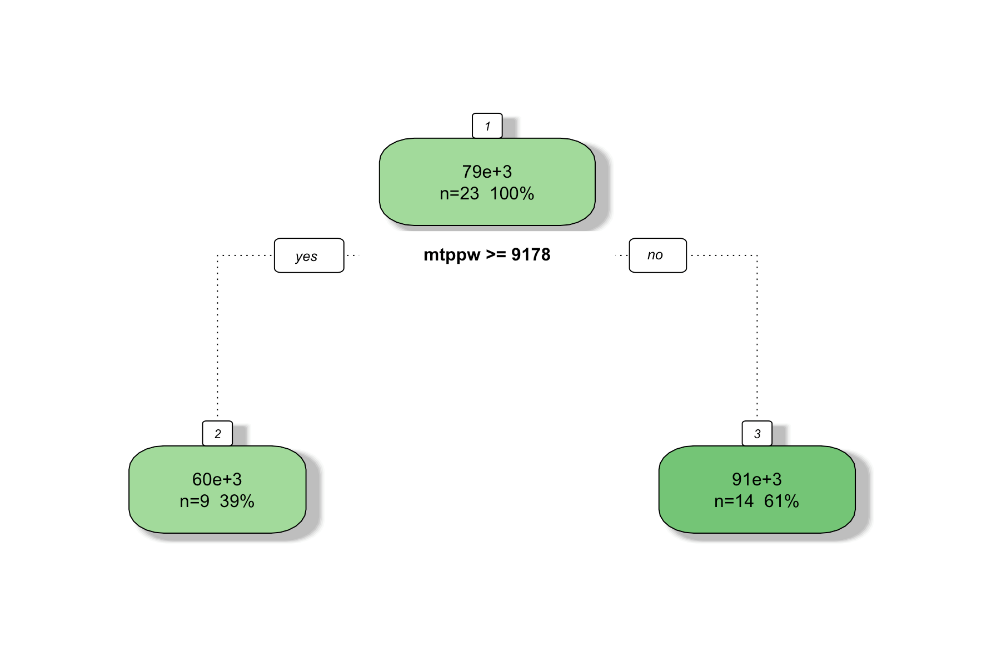 1
79e+3
n=23 100%
yes
mtppw >= 9178
no
2
60e+3
n=9 39%
3
91e+3
n=14 61%